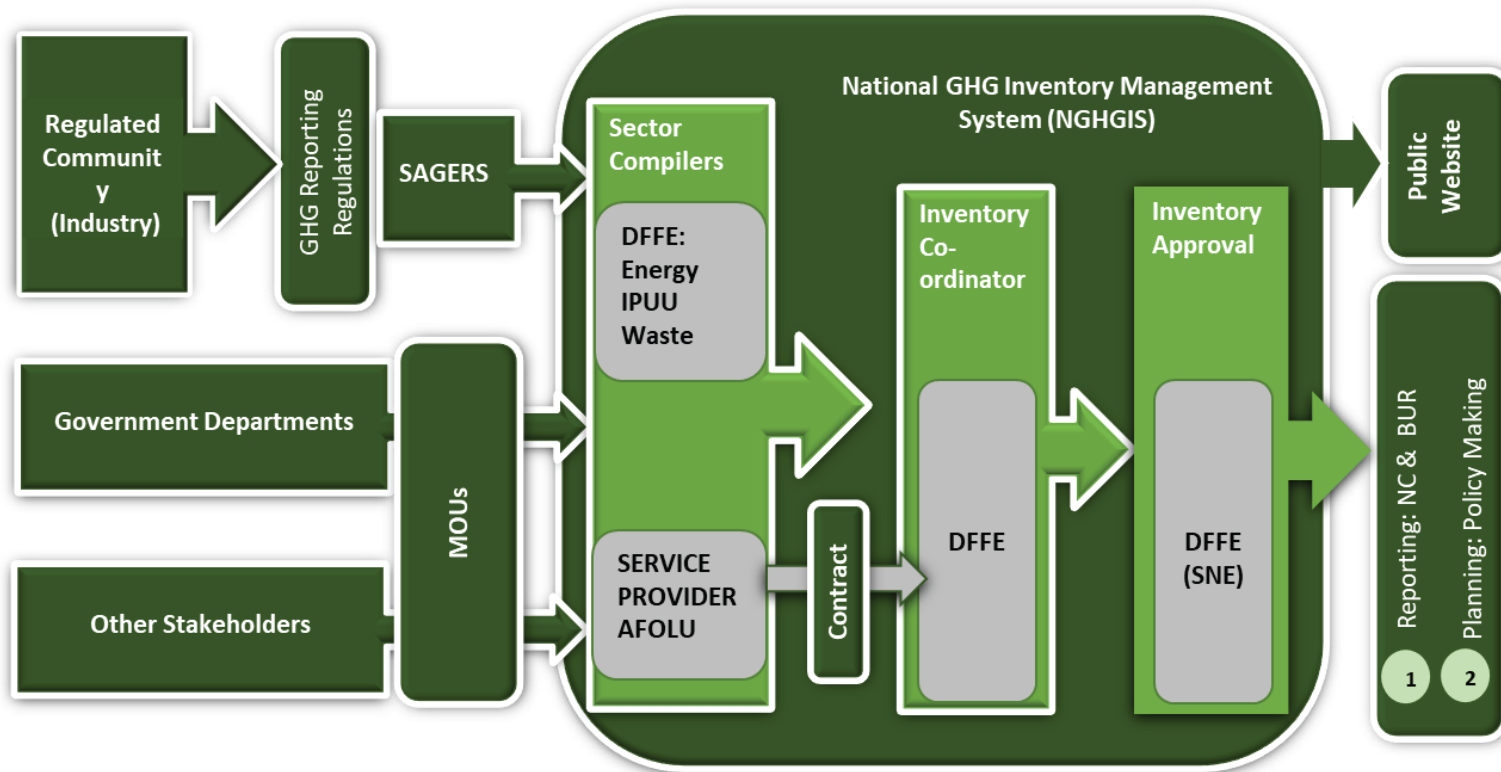 Regulated
Communit
y
(Industry)
GHG Reporting
Regulations
SAGERS
Government Departments
Other Stakeholders
MOUs
National GHG Inventory Management
System (NGHGIS)
Sector
Compilers
DFFE:
Energy
IPUU
Waste
SERVICE
PROVIDER
AFOLU
Contract
Inventory
Co-
ordinator
DFFE
Inventory
Approval
DFFE
(SNE)
Public
Website
1 Reporting: NC & BUR
2 Planning: Policy Making